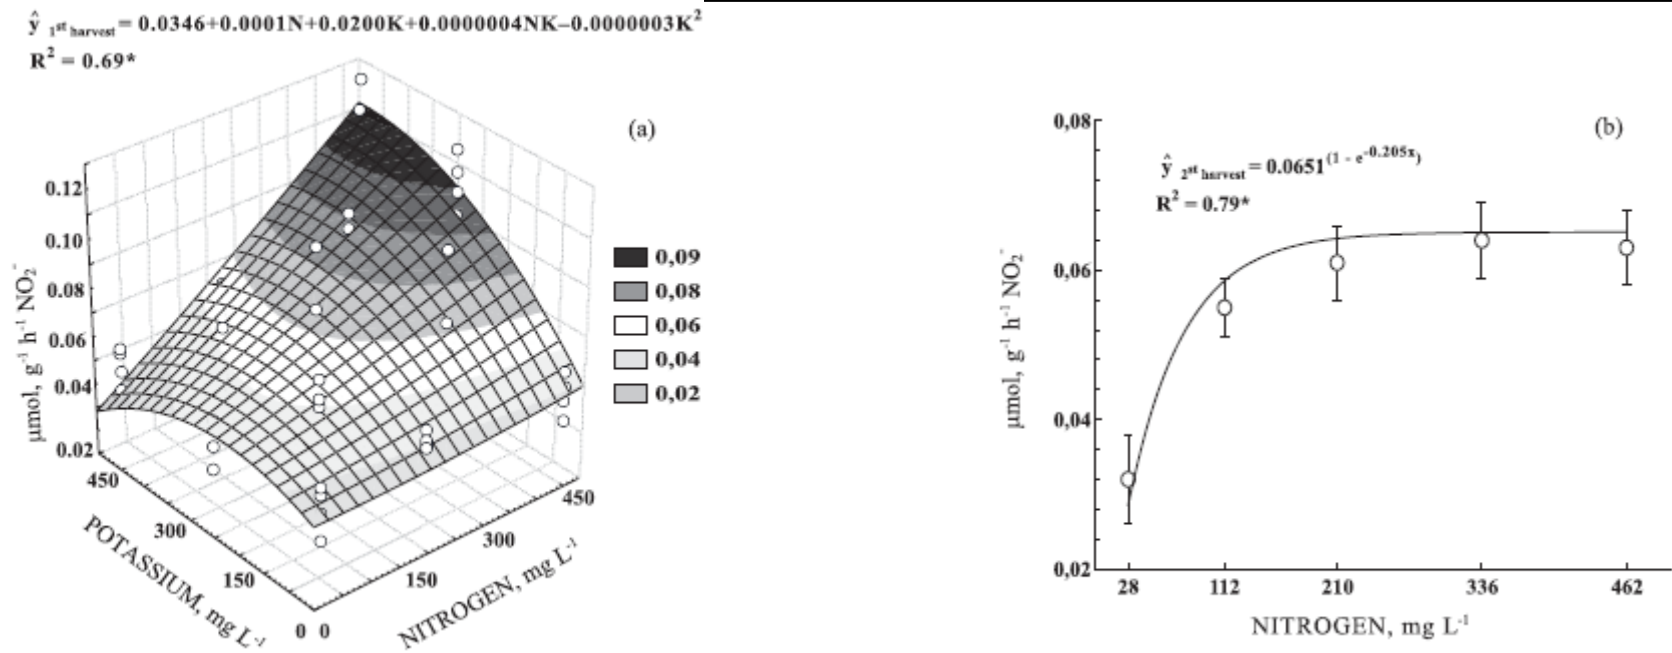 ŷ 1st harvest = 0.0346+0.0001N+0.0200K+0.0000004NK–0.0000003K²
R² = 0.69*
(a)
0.12
0.10
0.08
0.06
0.04
0.02
μmol, g⁻¹ h⁻¹ NO₂⁻
450
300
150
0
POTASSIUM, mg L⁻¹
0
150
300
450
NITROGEN, mg L⁻¹
0,09
0,08
0,06
0,04
0,02
(b)
ŷ 2st harvest = 0.0651(1 - e-0.205x)
R² = 0.79*
0,08
0,06
0,04
0,02
μmol, g⁻¹ h⁻¹ NO₂⁻
28 112 210 336 462
NITROGEN, mg L⁻¹